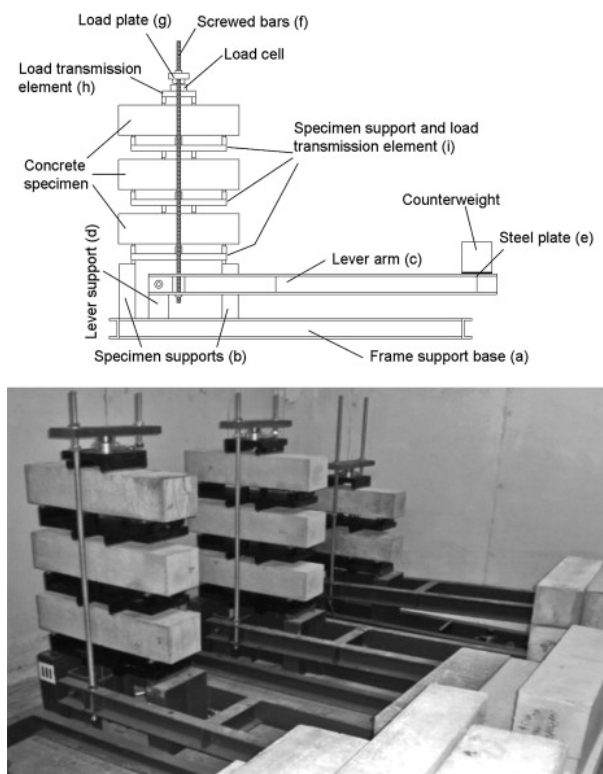 Load plate (g)
Screwed bars (f)
Load cell
Load transmission
element (h)
Specimen support and load
transmission element (i)
Concrete
specimen
Counterweight
Lever support (d)
Steel plate (e)
Lever arm (c)
Specimen supports (b)
Frame support base (a)
III